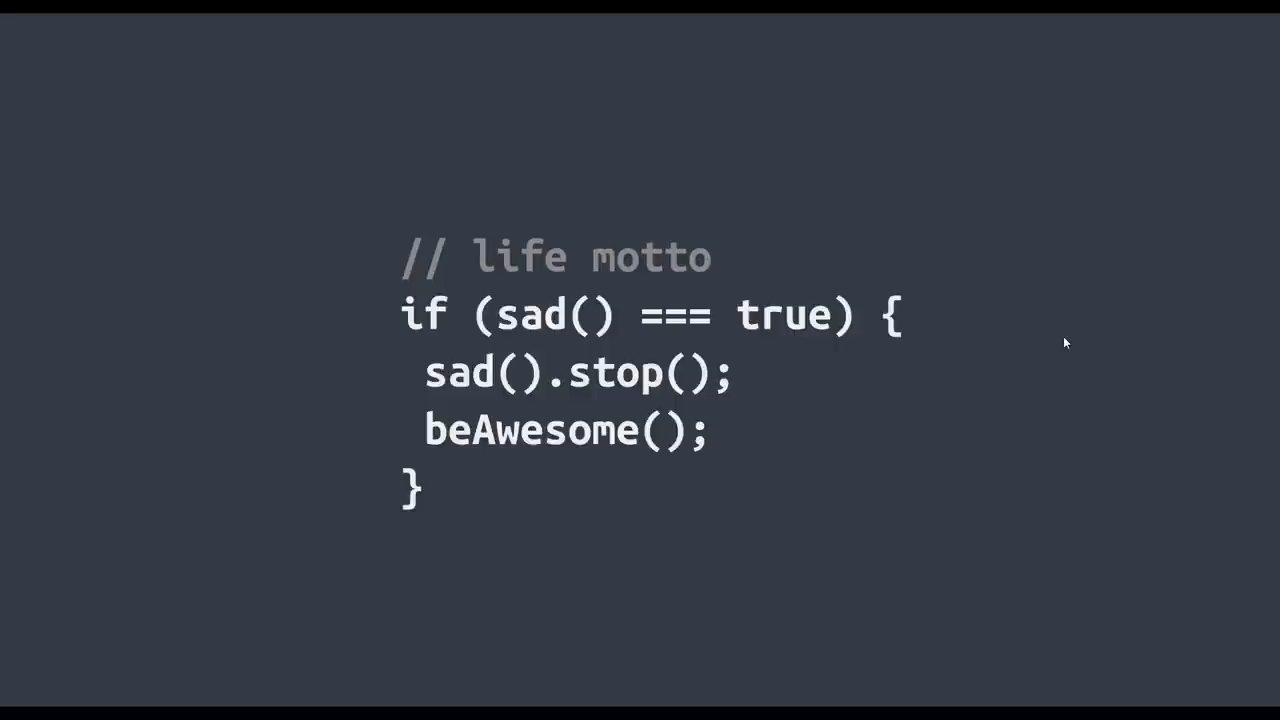 // life motto
if (sad() === true) {
 sad().stop();
 beAwesome();
}